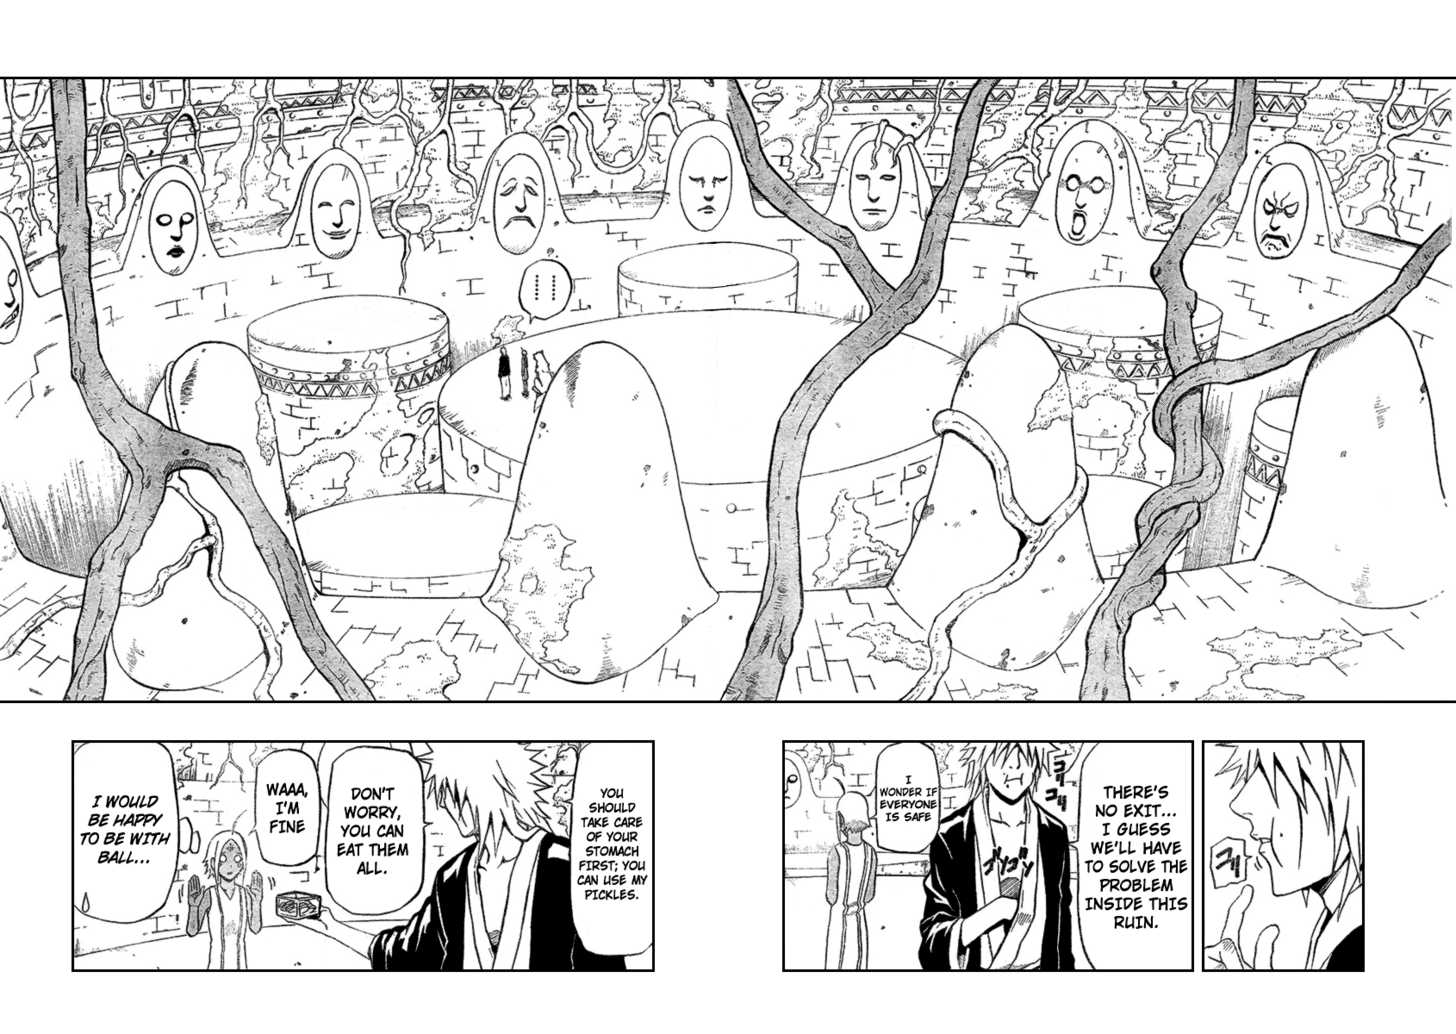 コリ
THERE'S
NO EXIT...
I GUESS
WE'LL HAVE
TO SOLVE THE
PROBLEM
INSIDE THIS
RUIN.
I
WONDER IF
EVERYONE
IS SAFE
YOU
SHOULD
TAKE CARE
OF YOUR
STOMACH
FIRST; YOU
CAN USE MY
PICKLES.
DON'T
WORRY,
YOU CAN
EAT THEM
ALL.
WAAA,
I'M
FINE
I WOULD
BE HAPPY
TO BE WITH
BALL...